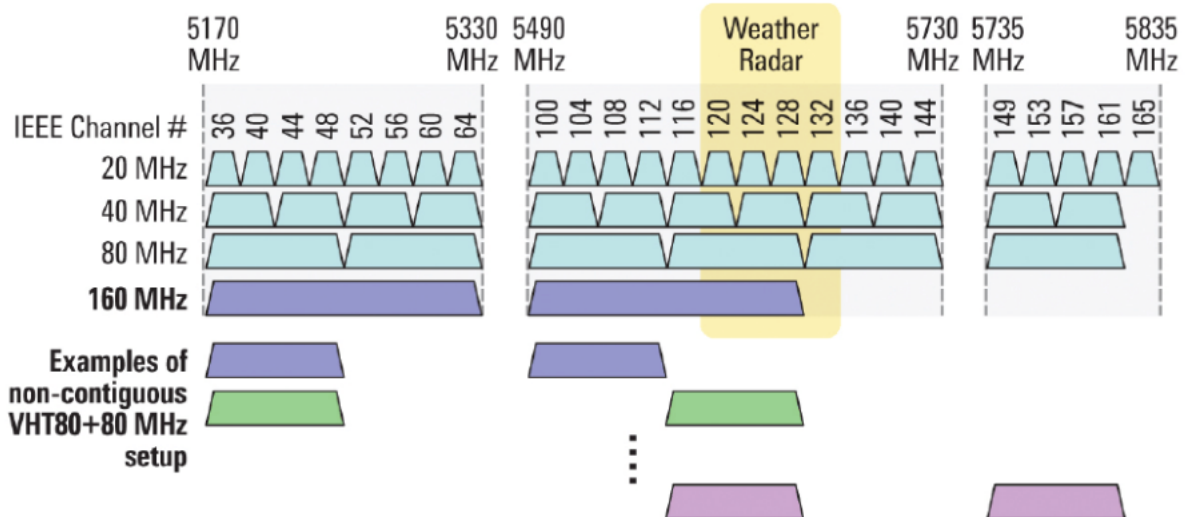 5170 MHz
5330 MHz
5490 MHz
Weather Radar
5730 MHz
5735 MHz
5835 MHz
IEEE Channel # 36 40 44 48 52 56 60 64 100 104 108 112 116 120 124 128 132 136 140 144 149 153 157 161 165
20 MHz
40 MHz
80 MHz
160 MHz
Examples of
non-contiguous
VHT80+80 MHz
setup